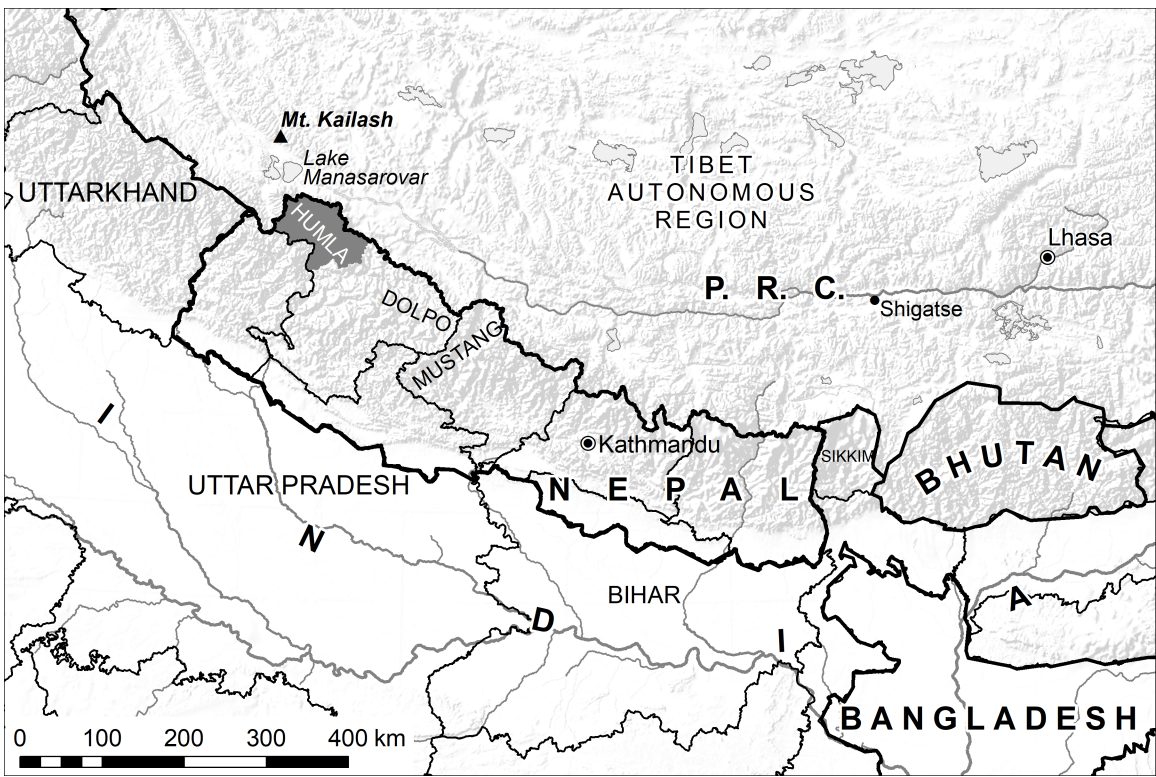 Mt. Kailash
Lake
Manasarovar
TIBET
AUTONOMOUS
REGION
UTTARKHAND
HUMLA
Lhasa
P. R. C.
Shigatse
DOLPO
MUSTANG
I
Kathmandu
SIKKIM
BHUTAN
UTTAR PRADESH
NEPAL
N
BIHAR
A
D
I
BANGLADESH
0 100 200 300 400 km